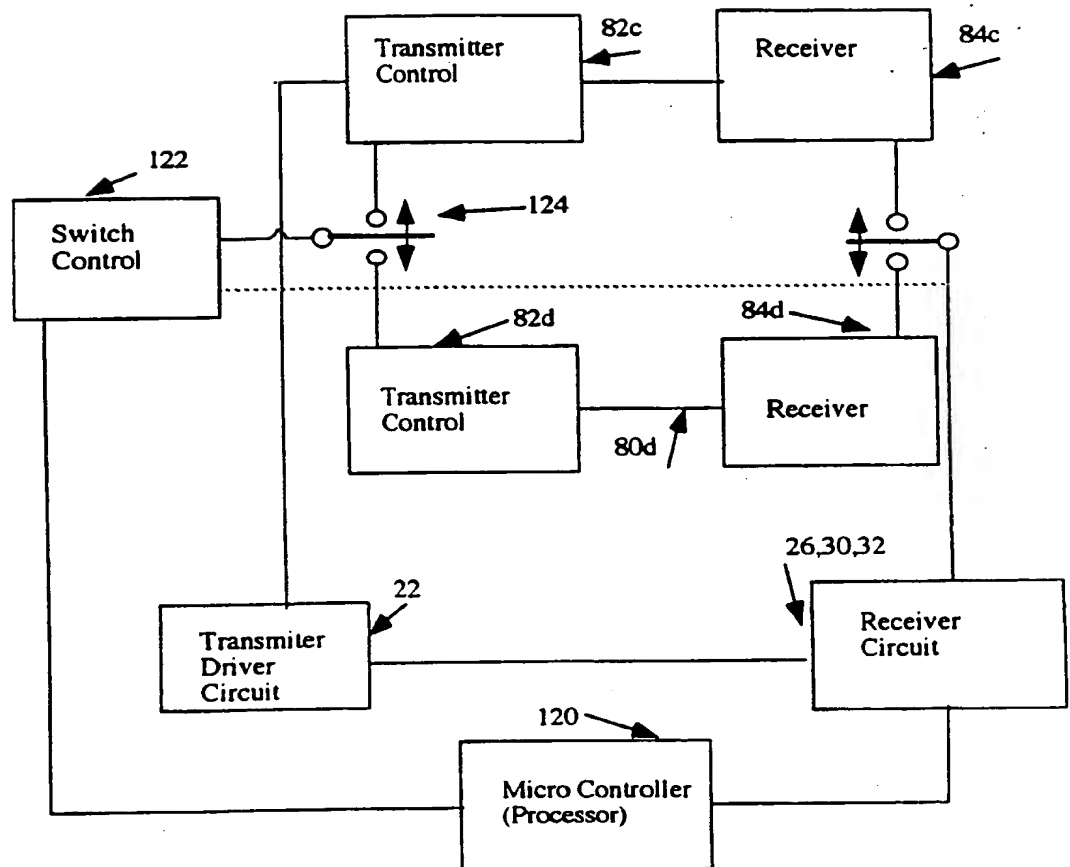 82c
84c
Transmitter
Control
Receiver
122
124
Switch
Control
82d
84d
Transmitter
Control
Receiver
80d
26,30,32
22
Transmiter
Driver
Circuit
Receiver
Circuit
120
Micro Controller
(Processor)